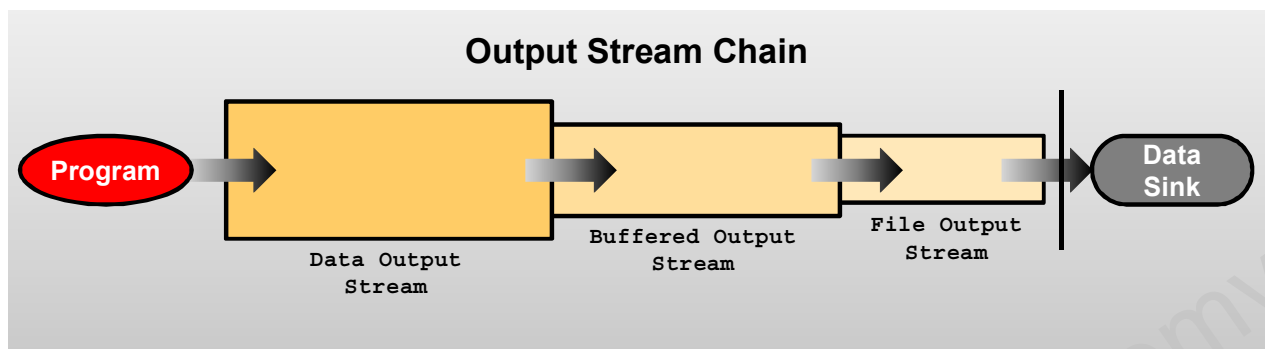 Output Stream Chain
Program
Data Output
Stream
Buffered Output
Stream
File Output
Stream
Data
Sink